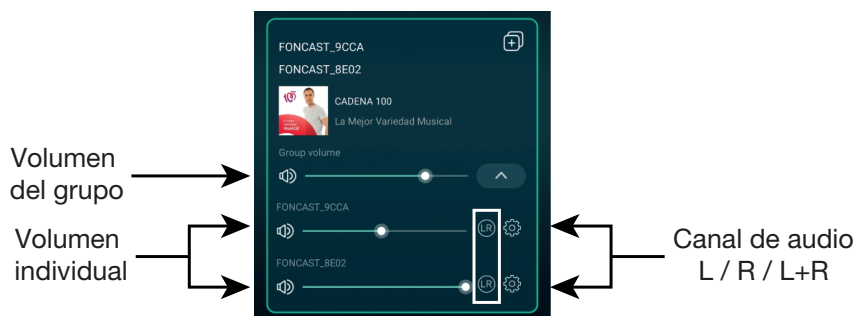 FONCAST_9CCA
FONCAST_8E02
CADENA 100
La Mejor Variedad Musical
Group volume
Volumen
del grupo
FONCAST_9CCA
LR
Volumen
individual
Canal de audio
L / R / L+R
FONCAST_8E02
LR